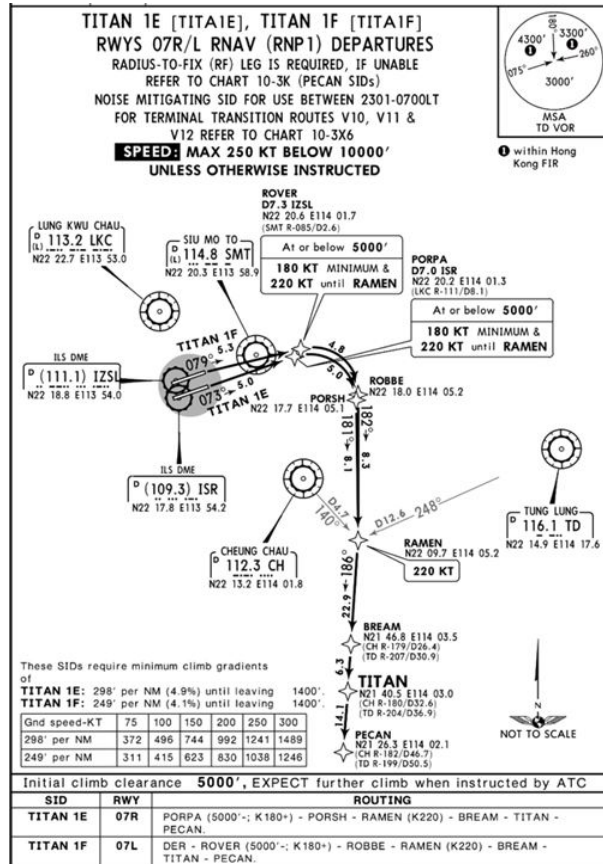 TITAN 1E [TITA1E], TITAN 1F [TITA1F]
RWYS 07R/L RNAV (RNP1) DEPARTURES
RADIUS-TO-FIX (RF) LEG IS REQUIRED, IF UNABLE
REFER TO CHART 10-3K (PECAN SIDs)
NOISE MITIGATING SID FOR USE BETWEEN 2301-0700LT
FOR TERMINAL TRANSITION ROUTES V10, V11 &
V12 REFER TO CHART 10-3X6
SPEED: MAX 250 KT BELOW 10000'
UNLESS OTHERWISE INSTRUCTED
180°
4300' 3300'
075° 260°
3000'
MSA
TD VOR
1 within Hong
Kong FIR
ROVER
D7.3 IZSL
N22 20.6 E114 01.7
(SMT R-085/D2.6)
At or below 5000'
180 KT MINIMUM &
220 KT until RAMEN
LUNG KWU CHAU
D (L) 113.2 LKC
N22 22.7 E113 53.0
SIU MO TO
D (L) 114.8 SMT
N22 20.3 E113 58.9
PORPA
D7.0 ISR
N22 20.2 E114 01.3
(LKC R-111/D8.1)
At or below 5000'
180 KT MINIMUM &
220 KT until RAMEN
TITAN 1F
079° 5.3
4.8
5.0
ILS DME
D (111.1) IZSL
N22 18.8 E113 54.0
073° 5.0
TITAN 1E
ROBBE
N22 18.0 E114 05.2
PORSH
N22 17.7 E114 05.1
181° 8.1
182° 8.3
ILS DME
D (109.3) ISR
N22 17.8 E113 54.2
D4.7
140°
D12.6 248°
CHEUNG CHAU
D 112.3 CH
N22 13.2 E114 01.8
TUNG LUNG
D 116.1 TD
N22 14.9 E114 17.6
RAMEN
N22 09.7 E114 05.2
220 KT
186°
22.9
BREAM
N21 46.8 E114 03.5
(CH R-179/D26.4)
(TD R-207/D30.9)
6.3
TITAN
N21 40.5 E114 03.0
(CH R-180/D32.6)
(TD R-204/D36.9)
14.1
PECAN
N21 26.3 E114 02.1
(CH R-182/D46.7)
(TD R-199/D50.5)
NOT TO SCALE
These SIDs require minimum climb gradients
of
TITAN 1E: 298' per NM (4.9%) until leaving 1400'.
TITAN 1F: 249' per NM (4.1%) until leaving 1400'.
Gnd speed-KT 75 100 150 200 250 300
298' per NM 372 496 744 992 1241 1489
249' per NM 311 415 623 830 1038 1246
Initial climb clearance 5000', EXPECT further climb when instructed by ATC
SID RWY ROUTING
TITAN 1E 07R PORPA (5000'-; K180+) - PORSH - RAMEN (K220) - BREAM - TITAN -
PECAN.
TITAN 1F 07L DER - ROVER (5000'-; K180+) - ROBBE - RAMEN (K220) - BREAM -
TITAN - PECAN.